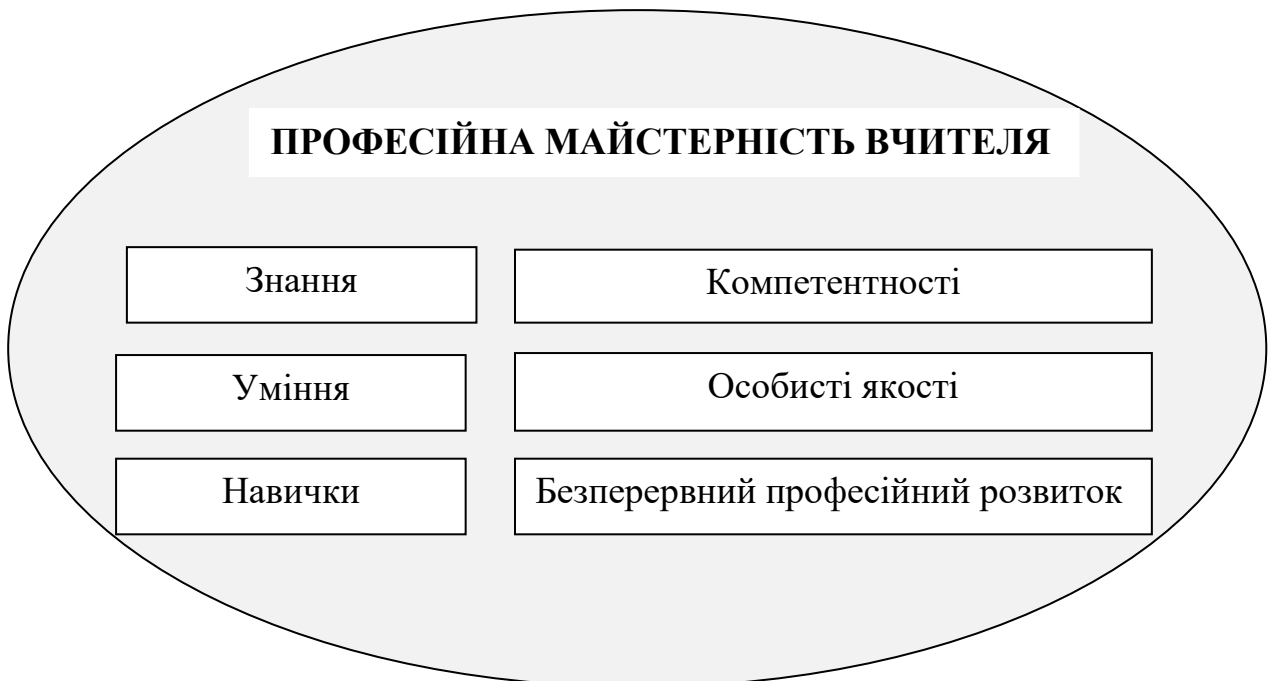 ПРОФЕСІЙНА МАЙСТЕРНІСТЬ ВЧИТЕЛЯ
Знання
Компетентності
Уміння
Особисті якості
Навички
Безперервний професійний розвиток